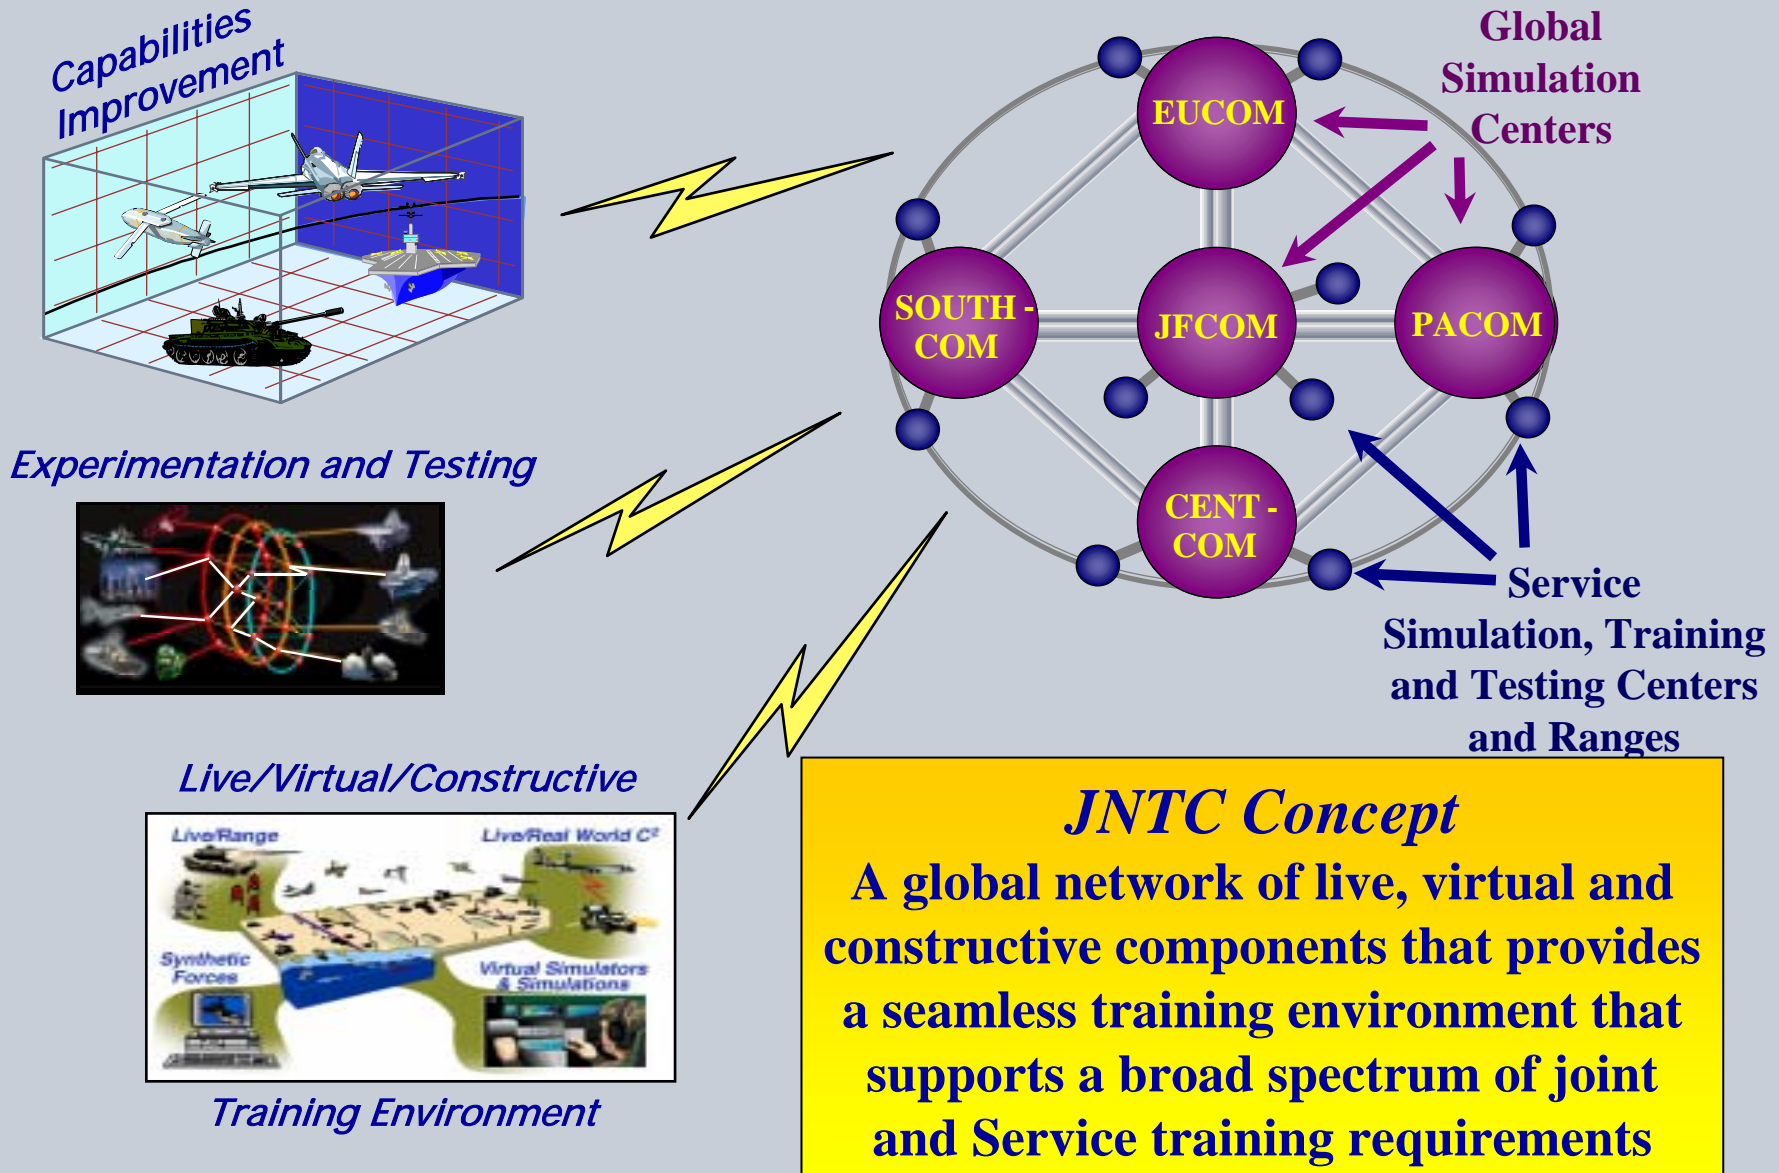 Capabilities
Improvement
Global
Simulation
Centers
EUCOM
SOUTH -
COM
JFCOM
PACOM
CENT -
COM
Experimentation and Testing
Service
Simulation, Training
and Testing Centers
and Ranges
Live/Virtual/Constructive
Live/Range
Live/Real World C²
Synthetic
Forces
Virtual Simulators
& Simulations
Training Environment
JNTC Concept
A global network of live, virtual and
constructive components that provides
a seamless training environment that
supports a broad spectrum of joint
and Service training requirements